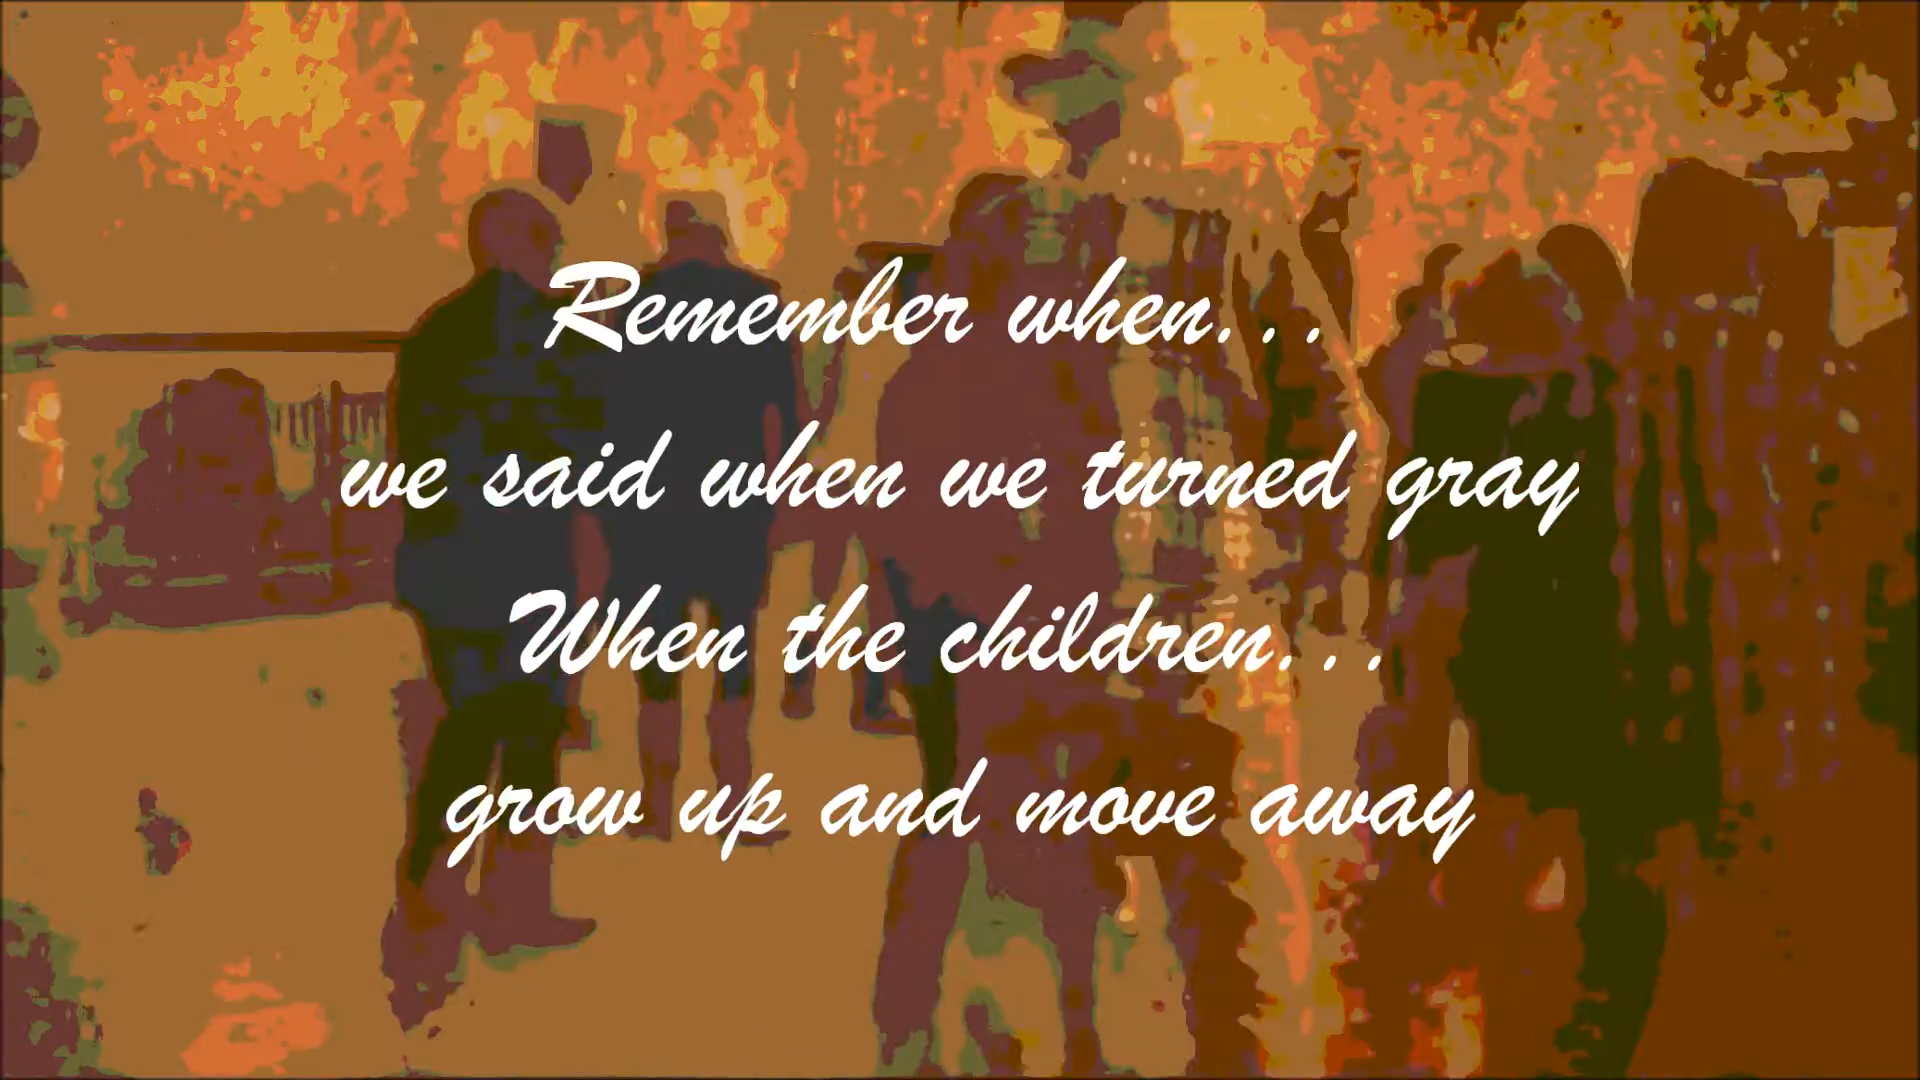 Remember when...
we said when we turned gray
When the children...
grow up and move away